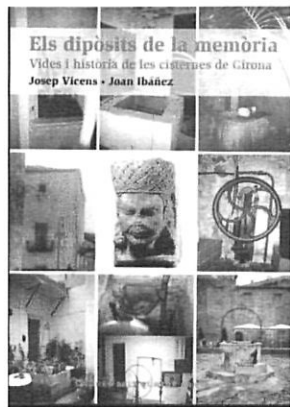 Els dipòsits de la memòria
Vides i història de les cisternes de Girona
Josep Vicens • Joan Ibáñez